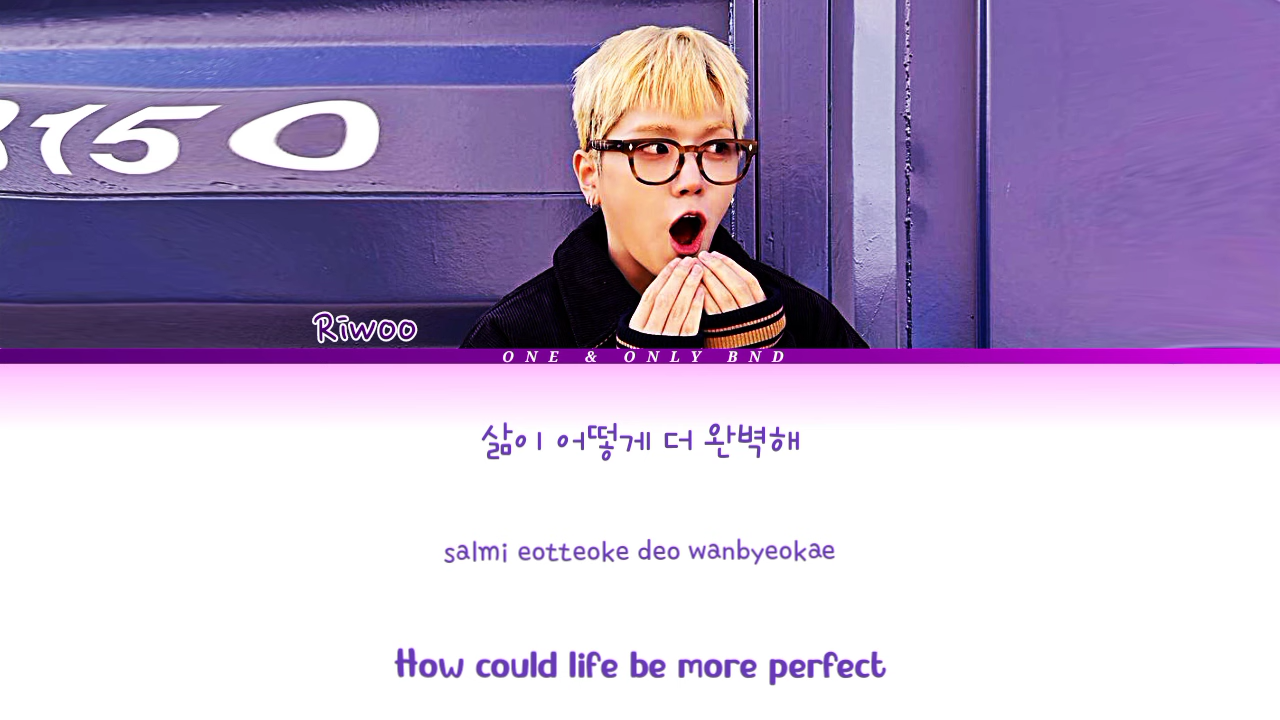 8150
Riwoo
ONE & ONLY BND
삶이 어떻게 더 완벽해
salmi eotteoke deo wanbyeokae
How could life be more perfect